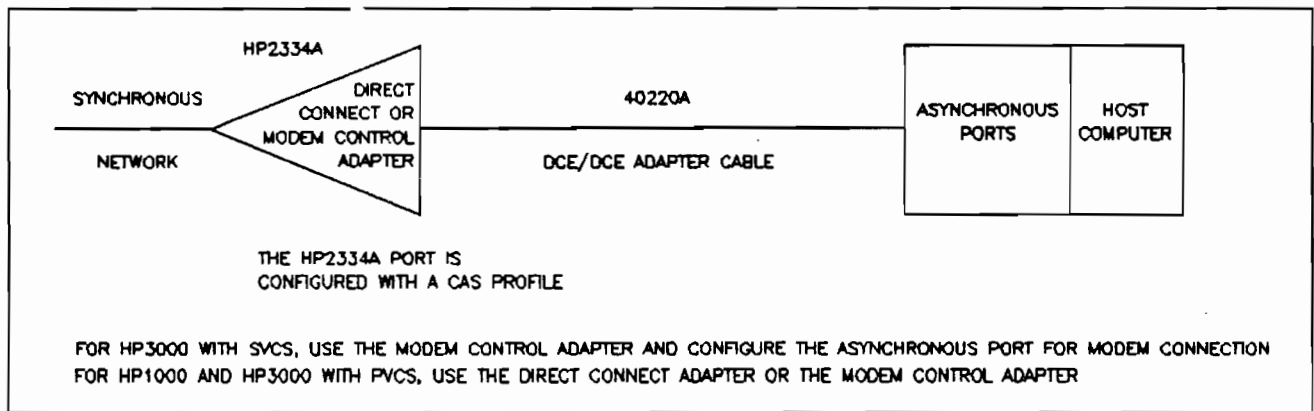 HP2334A
SYNCHRONOUS
NETWORK
DIRECT
CONNECT OR
MODEM CONTROL
ADAPTER
40220A
DCE/DCE ADAPTER CABLE
ASYNCHRONOUS
PORTS
HOST
COMPUTER
THE HP2334A PORT IS
CONFIGURED WITH A CAS PROFILE
FOR HP3000 WITH SVCS, USE THE MODEM CONTROL ADAPTER AND CONFIGURE THE ASYNCHRONOUS PORT FOR MODEM CONNECTION
FOR HP1000 AND HP3000 WITH PVCS, USE THE DIRECT CONNECT ADAPTER OR THE MODEM CONTROL ADAPTER